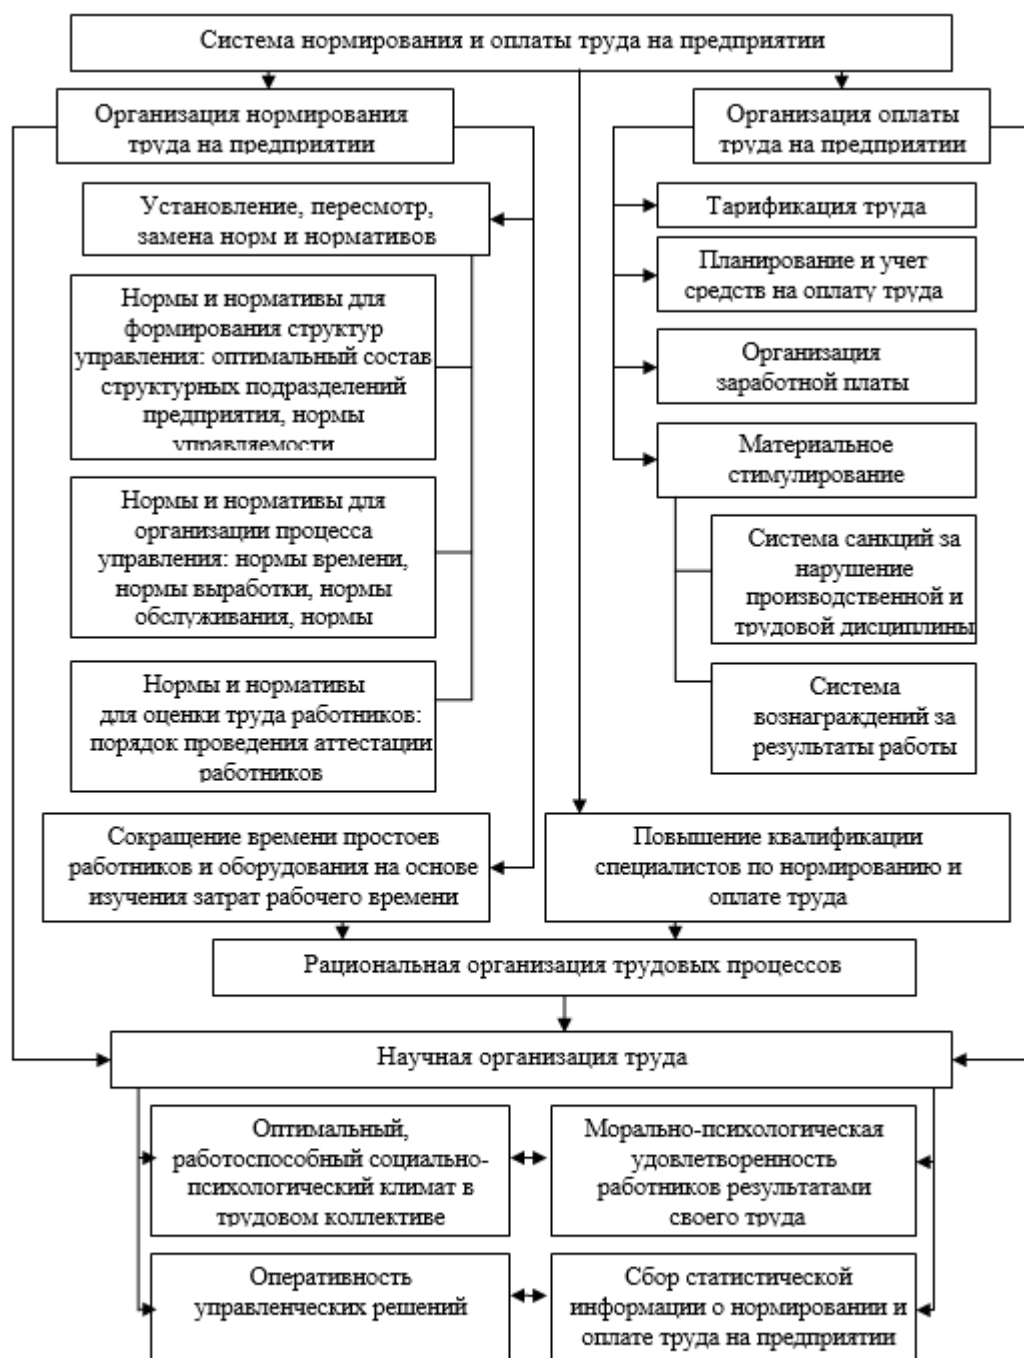 Система нормирования и оплаты труда на предприятии
Организация нормирования
труда на предприятии
Организация оплаты
труда на предприятии
Установление, пересмотр,
замена норм и нормативов
Тарификация труда
Планирование и учет
средств на оплату труда
Нормы и нормативы для
формирования структур
управления: оптимальный состав
структурных подразделений
предприятия, нормы
управляемости
Организация
заработной платы
Материальное
стимулирование
Нормы и нормативы для
организации процесса
управления: нормы времени,
нормы выработки, нормы
обслуживания, нормы
Система санкций за
нарушение
производственной и
трудовой дисциплины
Нормы и нормативы
для оценки труда работников:
порядок проведения аттестации
работников
Система
вознаграждений за
результаты работы
Сокращение времени простоев
работников и оборудования на основе
изучения затрат рабочего времени
Повышение квалификации
специалистов по нормированию и
оплате труда
Рациональная организация трудовых процессов
Научная организация труда
Оптимальный,
работоспособный социально-
психологический климат в
трудовом коллективе
Морально-психологическая
удовлетворенность
работников результатами
своего труда
Оперативность
управленческих решений
Сбор статистической
информации о нормировании и
оплате труда на предприятии